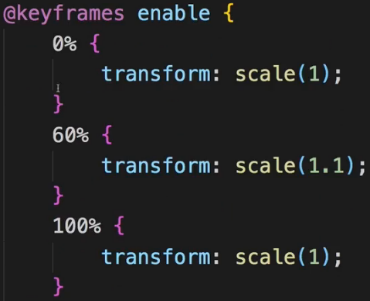 @keyframes enable {
    0% {
        transform: scale(1);
    }
    60% {
        transform: scale(1.1);
    }
    100% {
        transform: scale(1);
    }